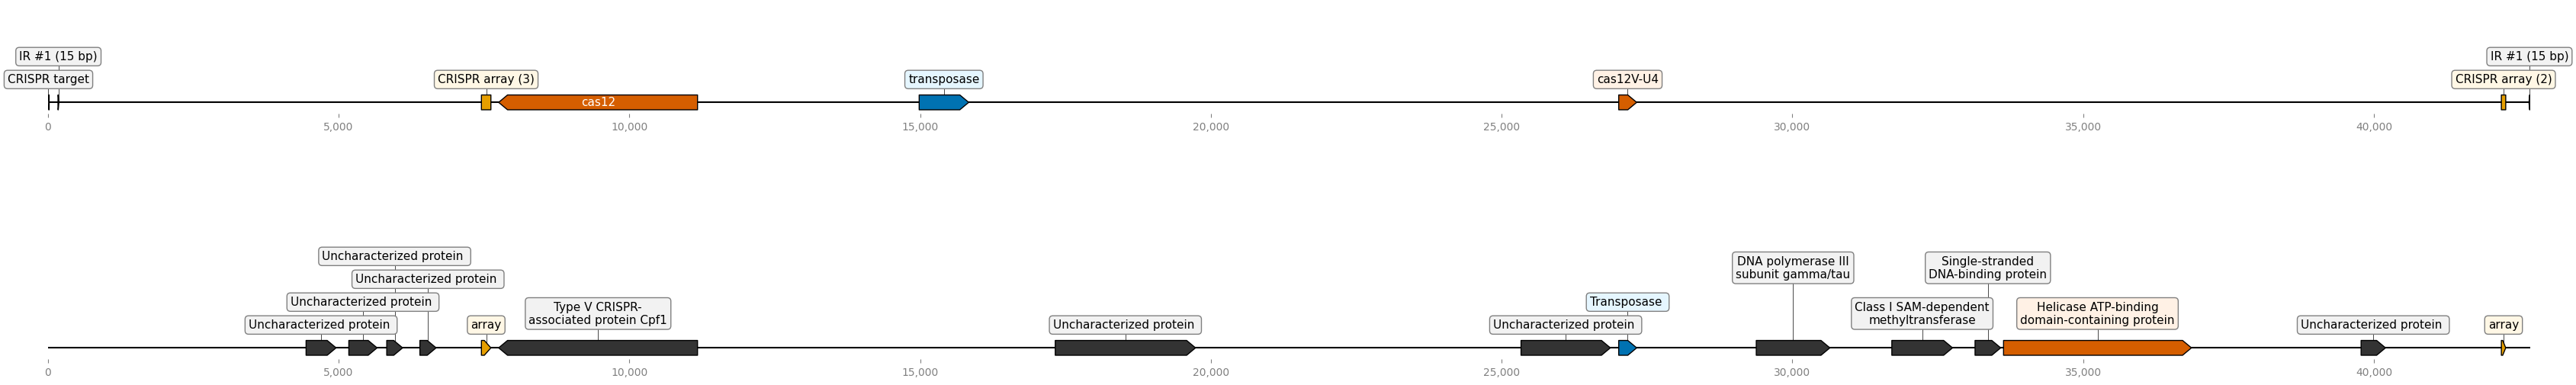 IR #1 (15 bp)
IR #1 (15 bp)
CRISPR target
CRISPR array (3)
transposase
cas12V-U4
CRISPR array (2)
cas12
0
5,000
10,000
15,000
20,000
25,000
30,000
35,000
40,000
Uncharacterized protein
DNA polymerase III
subunit gamma/tau
Single-stranded
DNA-binding protein
Uncharacterized protein
Uncharacterized protein
Type V CRISPR-
associated protein Cpf1
Transposase
Class I SAM-dependent
methyltransferase
Helicase ATP-binding
domain-containing protein
Uncharacterized protein
array
Uncharacterized protein
Uncharacterized protein
Uncharacterized protein
array
0
5,000
10,000
15,000
20,000
25,000
30,000
35,000
40,000